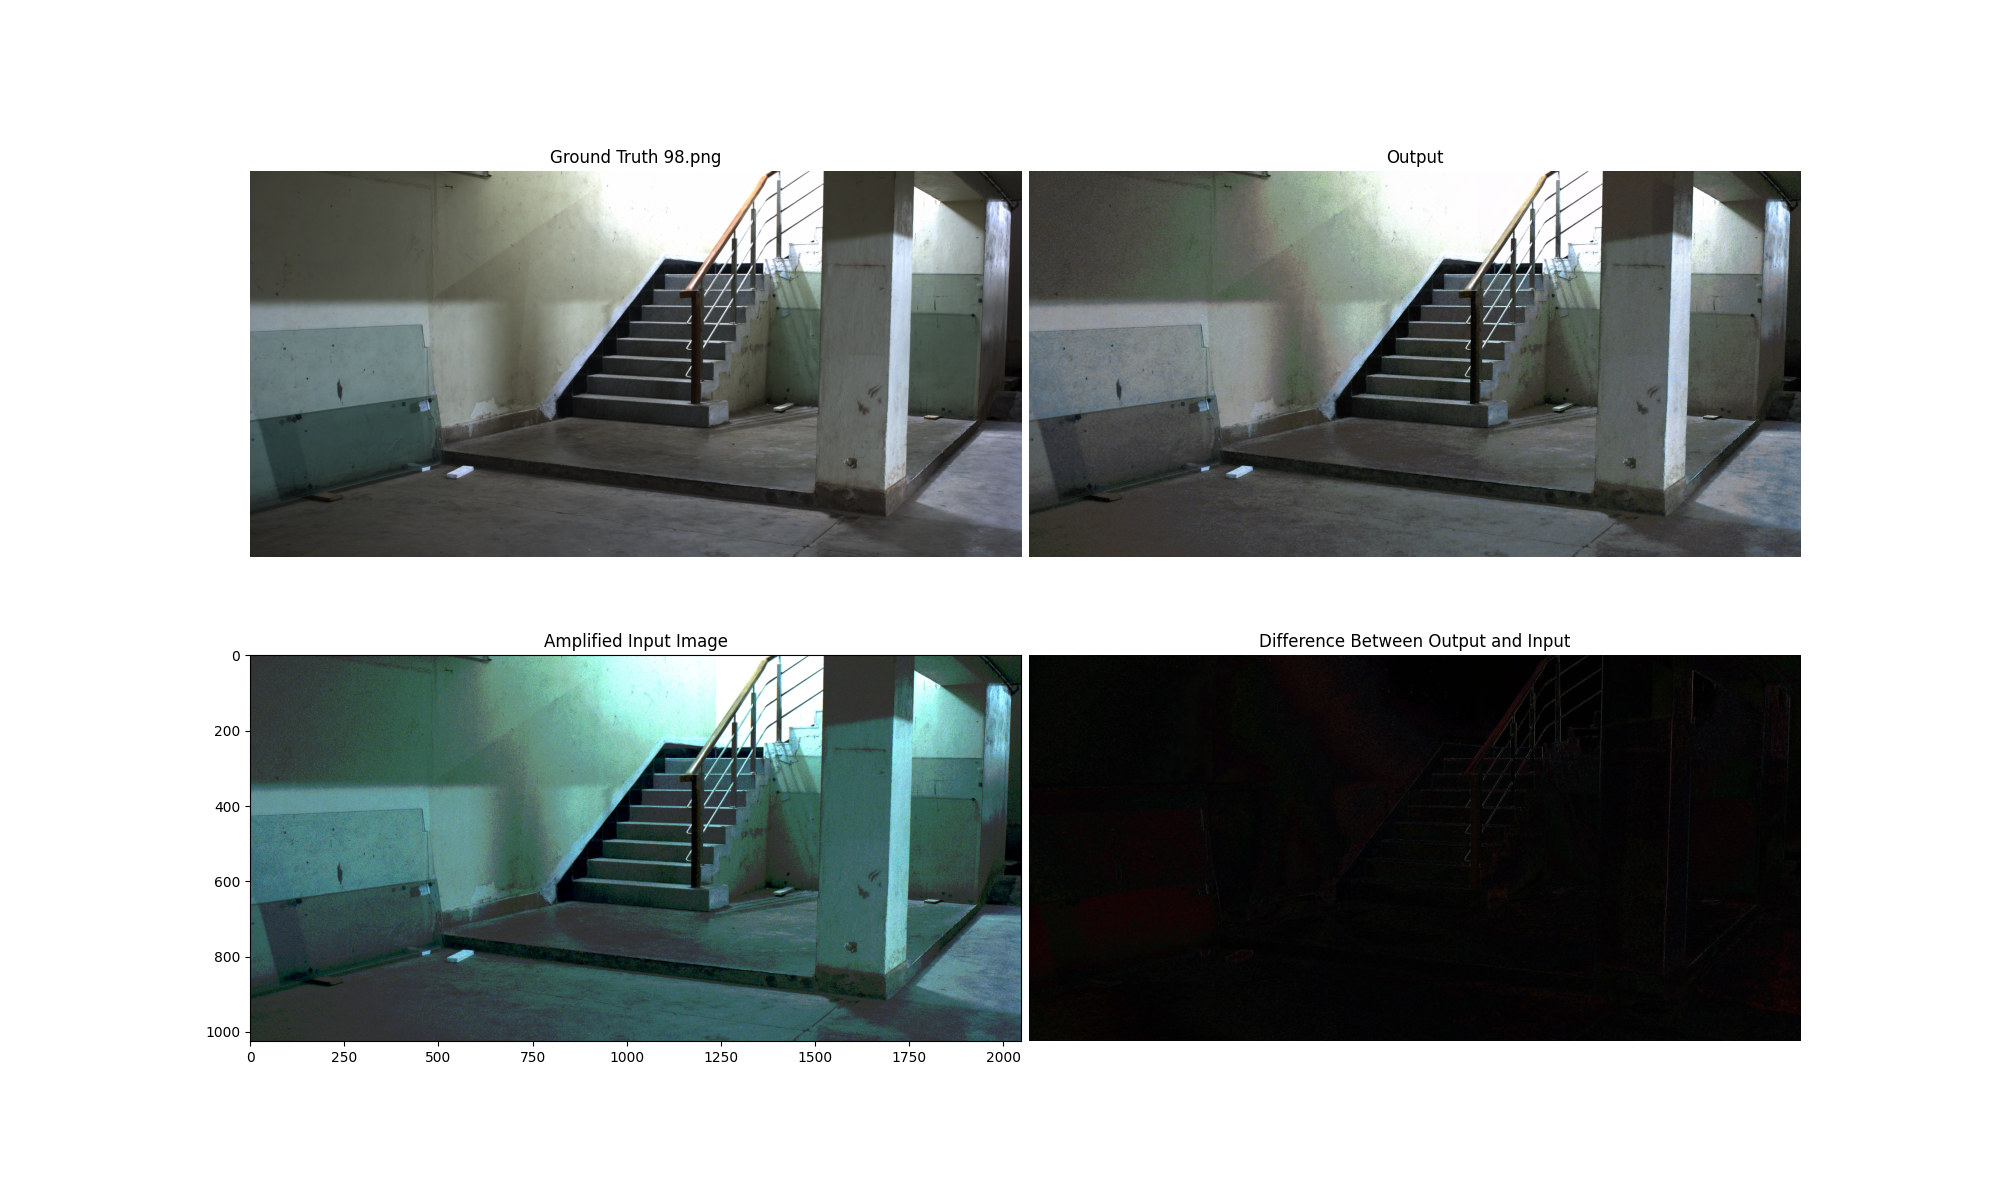 Ground Truth 98.png
Output
Amplified Input Image
Difference Between Output and Input
0
200
400
600
800
1000
0 250 500 750 1000 1250 1500 1750 2000